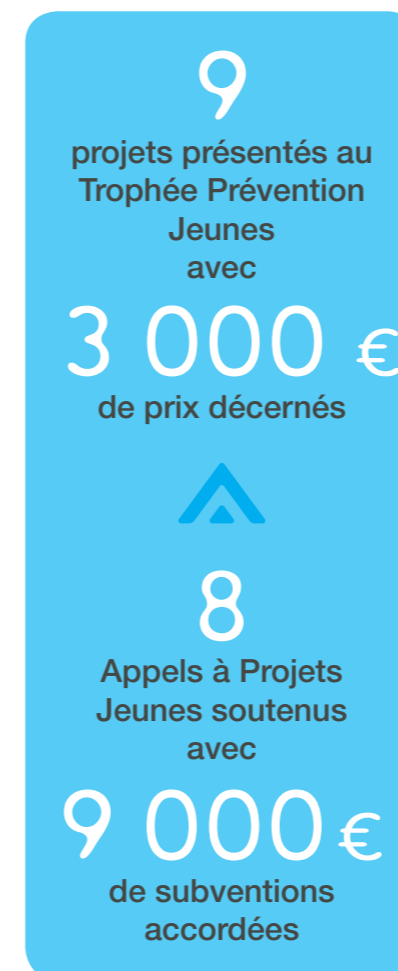 9
projets présentés au
Trophée Prévention
Jeunes
avec
3 000 €
de prix décernés
8
Appels à Projets
Jeunes soutenus
avec
9 000 €
de subventions
accordées